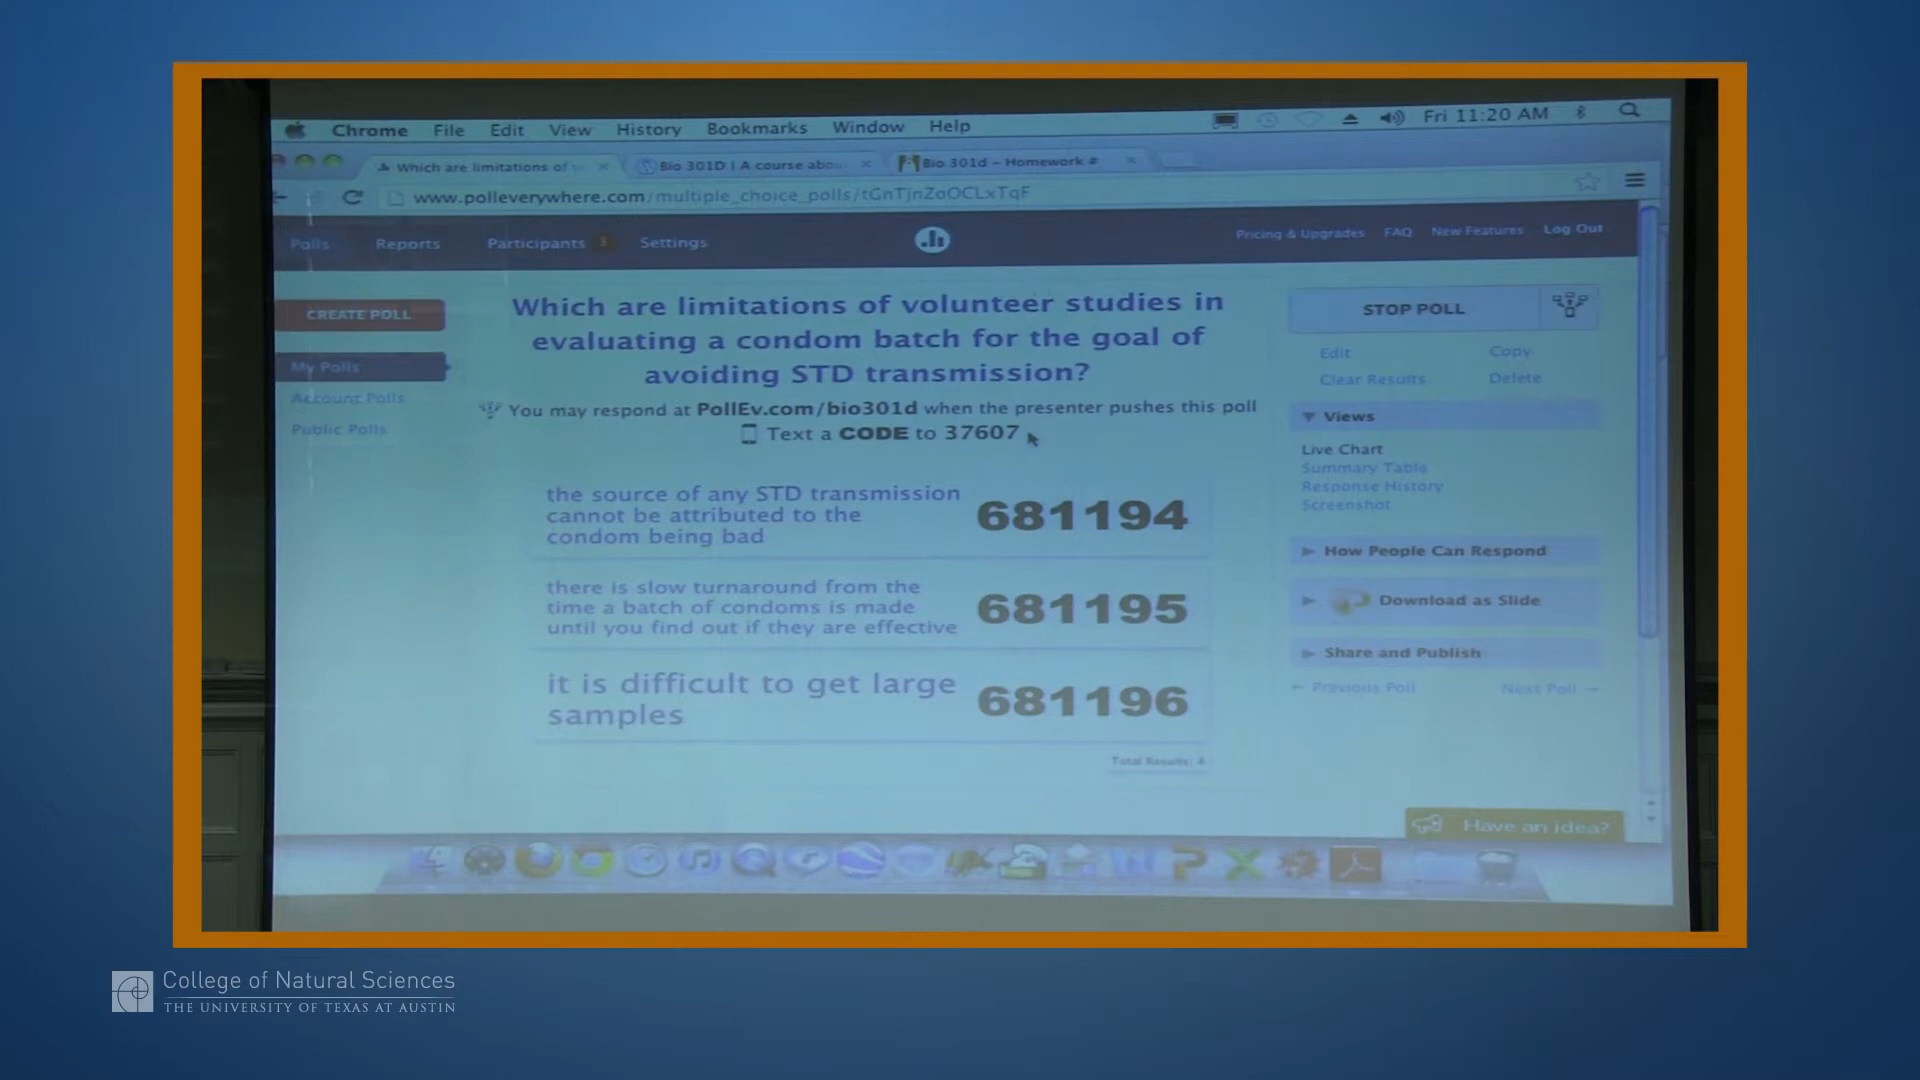 Chrome File Edit View History Bookmarks Window Help Fri 11:20 AM
Which are limitations of Bio 301D | A course abou Bio 301d - Homework #
www.polleverywhere.com/multiple_choice_polls/tGnTjnZoOCLxTqF
Polls Reports Participants 3 Settings Pricing & Upgrades FAQ New Features Log Out
CREATE POLL
My Polls
Account Polls
Public Polls
Which are limitations of volunteer studies in
evaluating a condom batch for the goal of
avoiding STD transmission?
You may respond at PollEv.com/bio301d when the presenter pushes this poll
Text a CODE to 37607
the source of any STD transmission
cannot be attributed to the
condom being bad
681194
there is slow turnaround from the
time a batch of condoms is made
until you find out if they are effective
681195
it is difficult to get large
samples
681196
Total Results: 4
STOP POLL
Edit Copy
Clear Results Delete
Views
Live Chart
Summary Table
Response History
Screenshot
How People Can Respond
Download as Slide
Share and Publish
← Previous Poll Next Poll →
Have an idea?
College of Natural Sciences
THE UNIVERSITY OF TEXAS AT AUSTIN